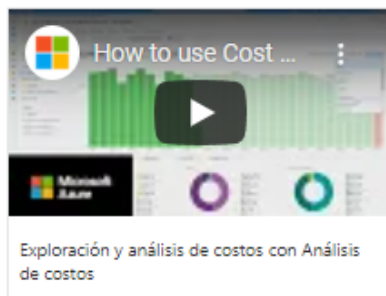 How to use Cost ...
Microsoft
Azure
Exploración y análisis de costos con Análisis
de costos